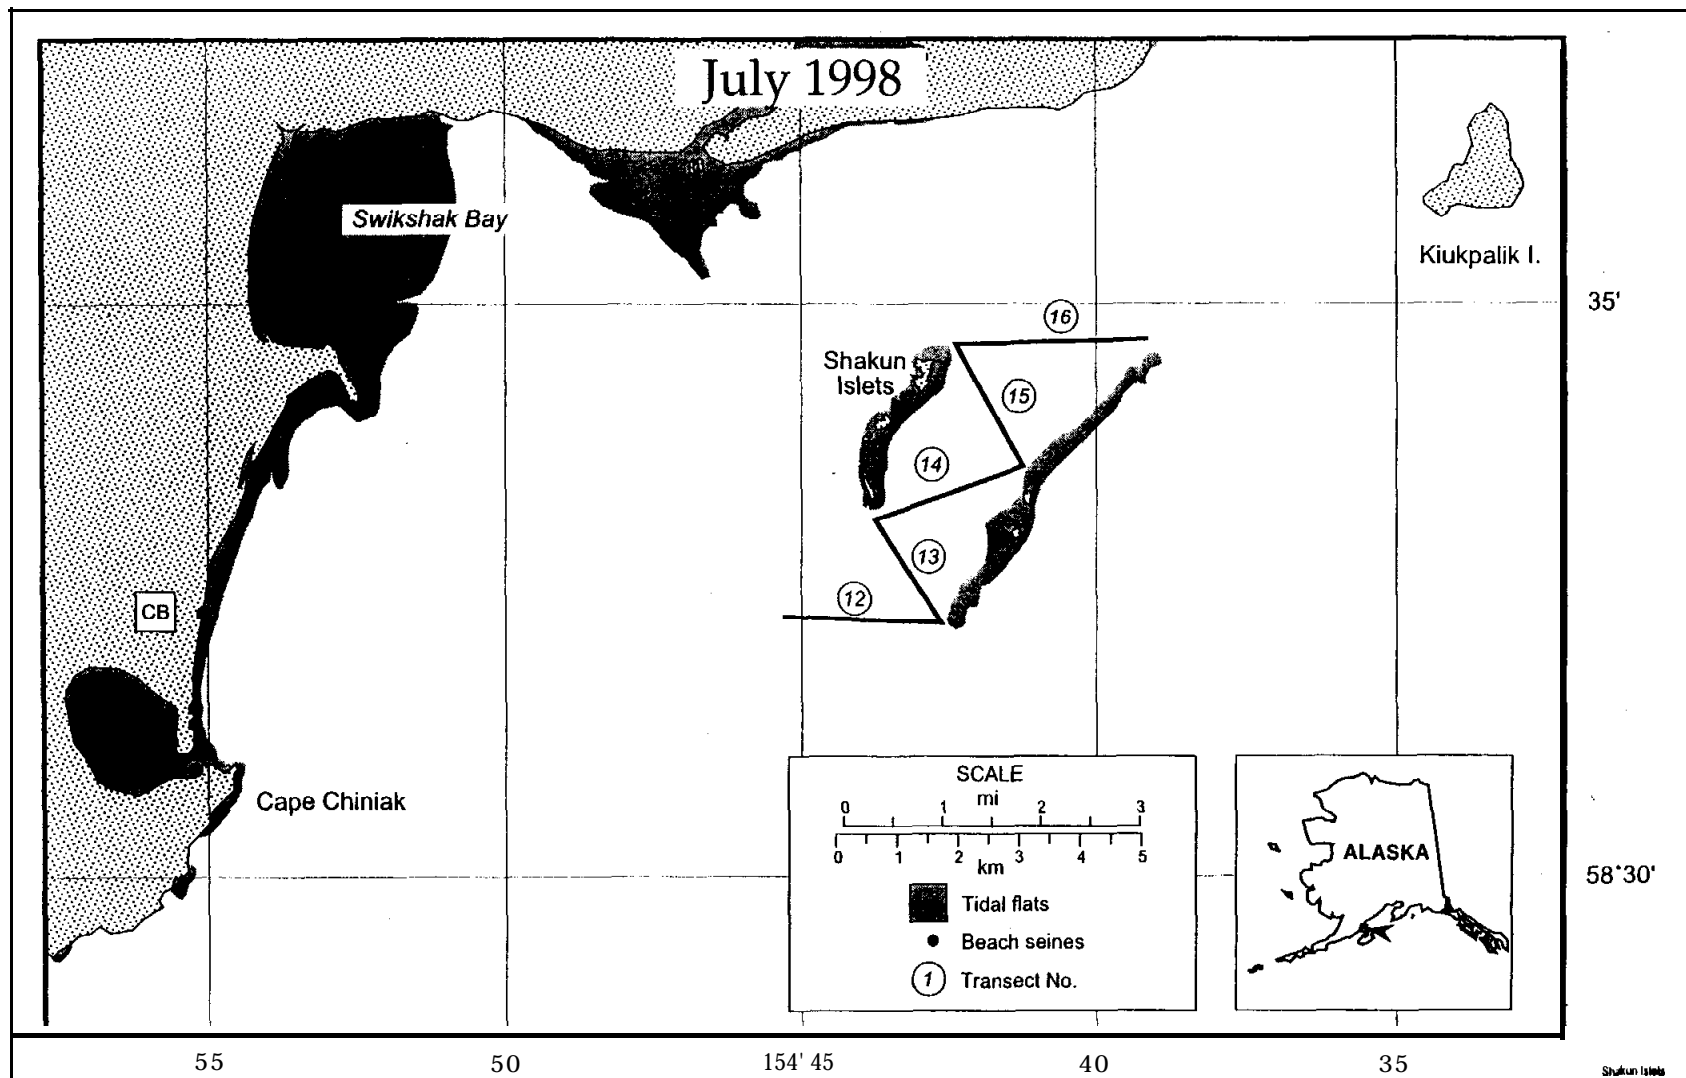 July 1998
Swikshak Bay
Kiukpalik I.
35'
16
Shakun
Islets
15
14
13
12
CB
Cape Chiniak
SCALE
mi
0 1 2 3
0 1 2 3 4 5
km
Tidal flats
Beach seines
1 Transect No.
ALASKA
58°30'
55 50 154' 45 40 35
Shakun Islets